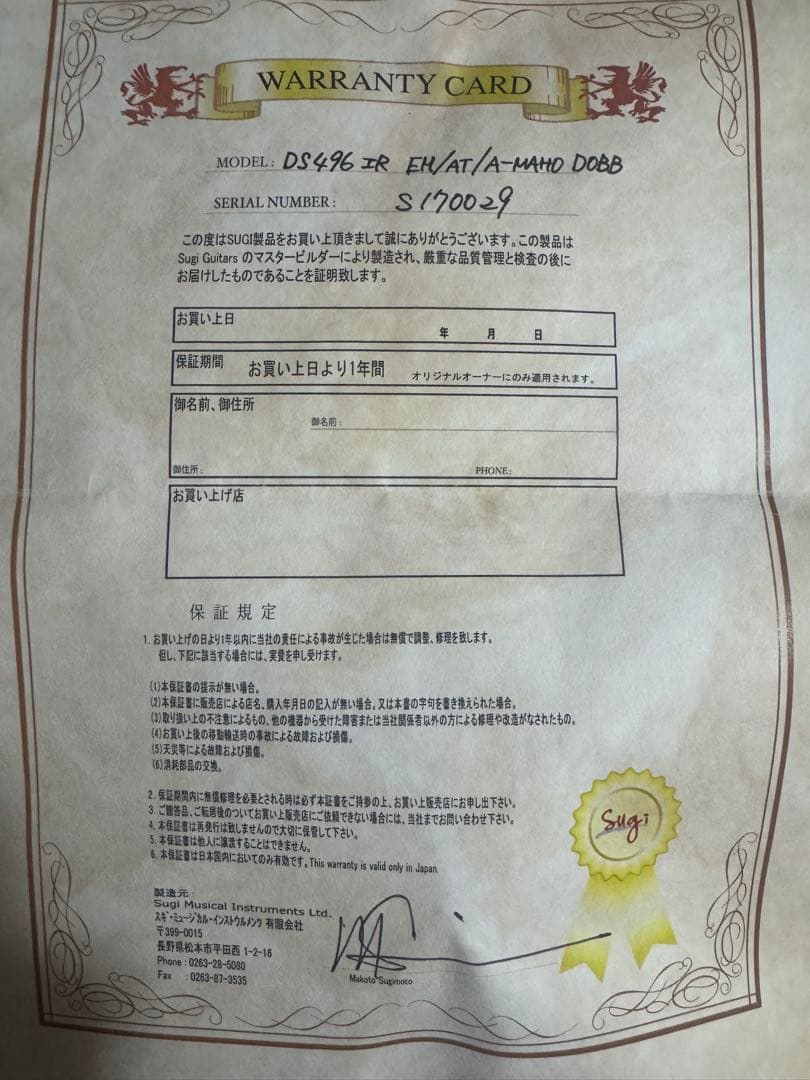 WARRANTY CARD
MODEL: DS496 IR EM/AT/A-MAHO DOBB
SERIAL NUMBER: S170029
この度はSUGI製品をお買い上頂きまして誠にありがとうございます。この製品は
Sugi Guitars のマスタービルダーにより製造され、厳重な品質管理と検査の後に
お届けしたものであることを証明致します。
お買い上日
年 月 日
保証期間 お買い上日より1年間 オリジナルオーナーにのみ適用されます。
御名前、御住所
御名前:
御住所: PHONE:
お買い上げ店
保証規定
1. お買い上げの日より1年以内に当社の責任による事故が生じた場合は無償で調整、修理を致します。
但し、下記に該当する場合には、実費を申し受けます。
(1)本保証書の提示が無い場合。
(2)本保証書に販売店による店名、購入年月日の記入が無い場合。又は本書の字句を書き換えられた場合。
(3)取り扱い上の不注意によるもの、他の機器から受けた障害または当社関係者以外の方による修理や改造がなされたもの。
(4)お買い上後の移動輸送時の事故による故障および損傷。
(5)天災等による故障および損傷。
(6)消耗部品の交換。
2. 保証期間内に無償修理を必要とされる時は必ず本証書をご持参の上、お買い上販売店にお申し出下さい。
3. ご贈答品、ご転居後のついてお買い上販売店にご依頼できない場合には、当社までお問い合わせ下さい。
4. 本保証書は再発行は致しませんので大切に保管して下さい。
5. 本保証書は他人に譲渡することはできません。
6. 本保証書は日本国内においてのみ有効です。This warranty is valid only in Japan.
Sugi
製造元:
Sugi Musical Instruments Ltd.
スギ・ミュージカル・インストウルメンツ 有限会社
〒399-0015
長野県松本市平田西 1-2-16
Phone : 0263-28-5080
Fax : 0263-87-3535
Makoto Sugimoto